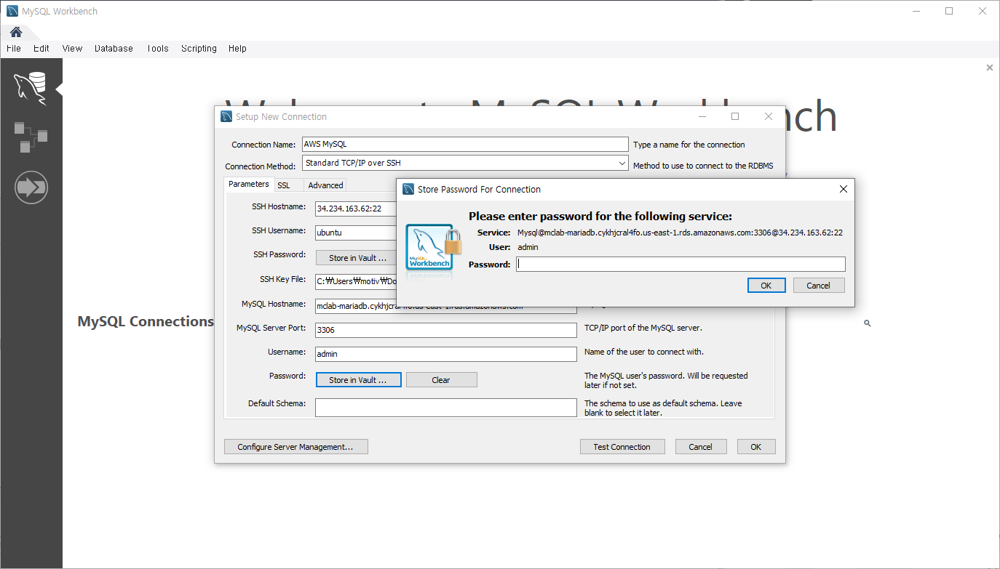 MySQL Workbench
File Edit View Database Tools Scripting Help
Setup New Connection
Connection Name: AWS MySQL Type a name for the connection
Connection Method: Standard TCP/IP over SSH Method to use to connect to the RDBMS
Parameters SSL Advanced
SSH Hostname: 34.234.163.62:22
SSH Username: ubuntu
SSH Password: Store in Vault ...
SSH Key File: C:₩Users₩motiv₩Do
MySQL Hostname: mclab-mariadb.cykhjcral4fo.us-east-1.rds.amazonaws.com
MySQL Server Port: 3306 TCP/IP port of the MySQL server.
Username: admin Name of the user to connect with.
Password: Store in Vault ... Clear The MySQL user's password. Will be requested
later if not set.
Default Schema: The schema to use as default schema. Leave
blank to select it later.
Configure Server Management... Test Connection Cancel OK
Store Password For Connection
Please enter password for the following service:
Service: Mysql@mclab-mariadb.cykhjcral4fo.us-east-1.rds.amazonaws.com:3306@34.234.163.62:22
User: admin
Password:
OK Cancel
MySQL
Workbench
MySQL Connections